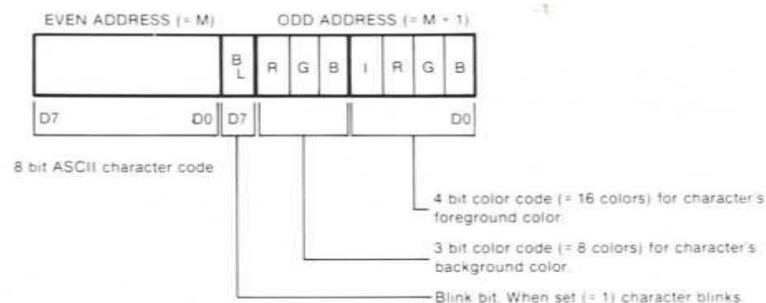 EVEN ADDRESS (= M) ODD ADDRESS (= M + 1)
B
L R G B I R G B
D7 D0 D7 D0
8 bit ASCII character code
4 bit color code (= 16 colors) for character's
foreground color.
3 bit color code (= 8 colors) for character's
background color.
Blink bit. When set (= 1) character blinks.